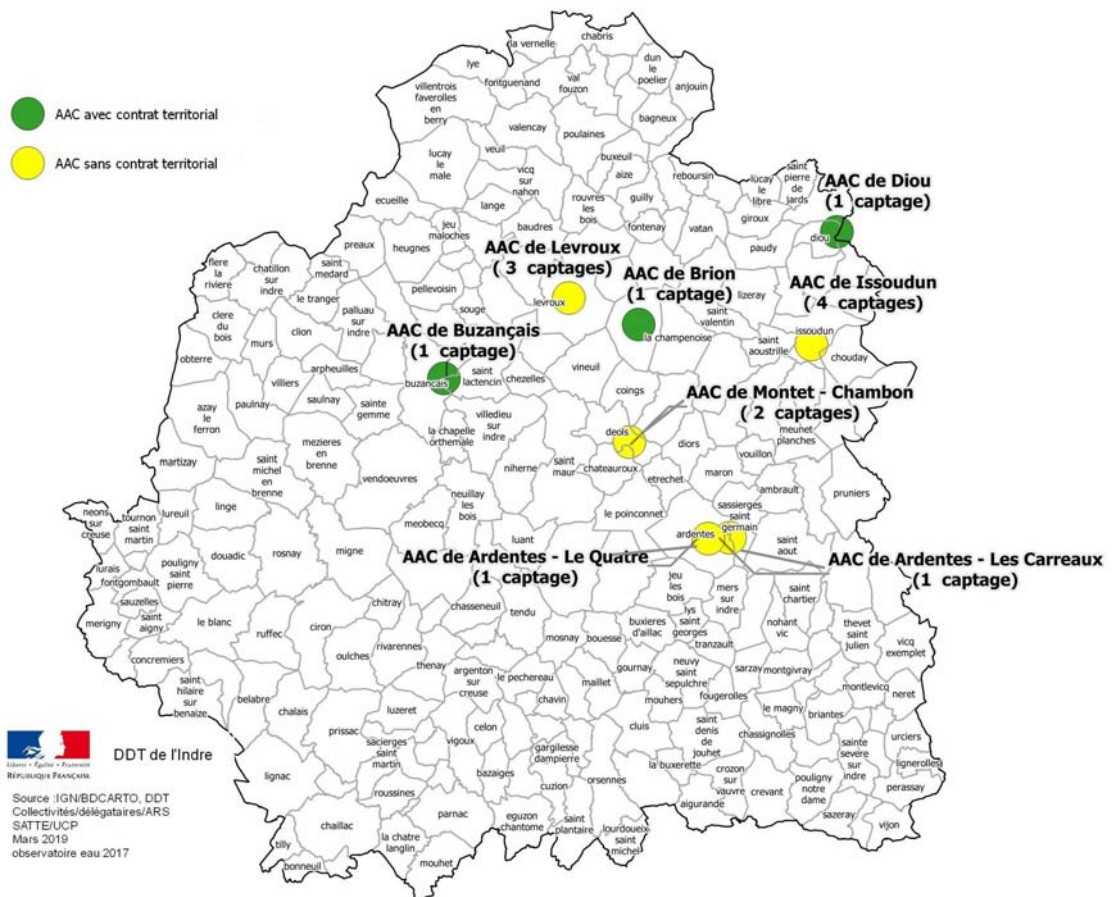 AAC avec contrat territorial
AAC sans contrat territorial
la vernelle
chabris
lye
fontguenand
val
fouzon
dun
le
poelier
anjouin
villentrois
faverolles
en
berry
valencay
poulaines
bagneux
lucay
le
male
veuil
vicq
sur
nahon
buxeuil
aize
reboursin
lucay
le
libre
saint
pierre
de
jards
AAC de Diou
(1 captage)
ecueille
lange
rouvres
les
bois
guilly
giroux
jeu
maloches
baudres
fontenay
vatan
paudy
diou
preaux
heugnes
AAC de Levroux
( 3 captages)
AAC de Brion
(1 captage)
AAC de Issoudun
( 4 captages)
flere
la
riviere
chatillon
sur
indre
saint
medard
pellevoisin
levroux
lizeray
le tranger
palluau
sur
indre
souge
saint
valentin
clere
du
bois
clion
AAC de Buzançais
(1 captage)
la champenoise
saint
aoustrille
issoudun
chouday
murs
obterre
arpheuilles
vineuil
villiers
buzancais
saint
lactencin
chezelles
coings
AAC de Montet - Chambon
( 2 captages)
azay
le
ferron
paulnay
saulnay
sainte
gemme
villedieu
sur
indre
la chapelle
orthemale
deols
diors
meunet
planches
mezieres
en
brenne
vouillon
martizay
saint
michel
en
brenne
vendoeuvres
niherne
saint
maur
chateauroux
etrechet
maron
ambrault
pruniers
neuillay
les
bois
sassierges
saint
germain
neons
sur
creuse
tournon
saint
martin
lureuil
linge
meobecq
le poinconnet
luant
ardentes
saint
aout
rosnay
migne
douadic
pouligny
saint
pierre
AAC de Ardentes - Le Quatre
(1 captage)
AAC de Ardentes - Les Carreaux
(1 captage)
lurais
fontgombault
sauzelles
saint
aigny
merigny
le blanc
ruffec
ciron
chitray
chasseneuil
tendu
jeu
les
bois
mers
sur
indre
saint
chartier
lys
saint
georges
buxieres
d'aillac
nohant
vic
thevet
saint
julien
vicq
exemplet
concremiers
oulches
rivarennes
thenay
mosnay
bouesse
tranzault
argenton
sur
creuse
le pechereau
gournay
neuvy
saint
sepulchre
sarzay
montgivray
saint
hilaire
sur
benaize
belabre
chalais
luzeret
chavin
maillet
mouhers
fougerolles
montlevicq
neret
le magny
briantes
prissac
celon
vigoux
cluis
saint
denis
de
jouhet
chassignolles
urciers
sacierges
saint
martin
gargilesse
dampierre
sainte
severe
sur
indre
lignerolles
DDT de l'Indre
Liberté • Égalité • Fraternité
RÉPUBLIQUE FRANÇAISE
lignac
bazaiges
la buxerette
crozon
sur
vauvre
crevant
pouligny
notre
dame
perassay
roussines
cuzion
orsennes
aigurande
sazeray
vijon
Source :IGN/BDCARTO, DDT
Collectivités/délégataires/ARS
SATTE/UCP
Mars 2019
observatoire eau 2017
parnac
eguzon
chantome
saint
plantaire
lourdoueix
saint
michel
chaillac
tilly
la chatre
langlin
mouhet
bonneuil